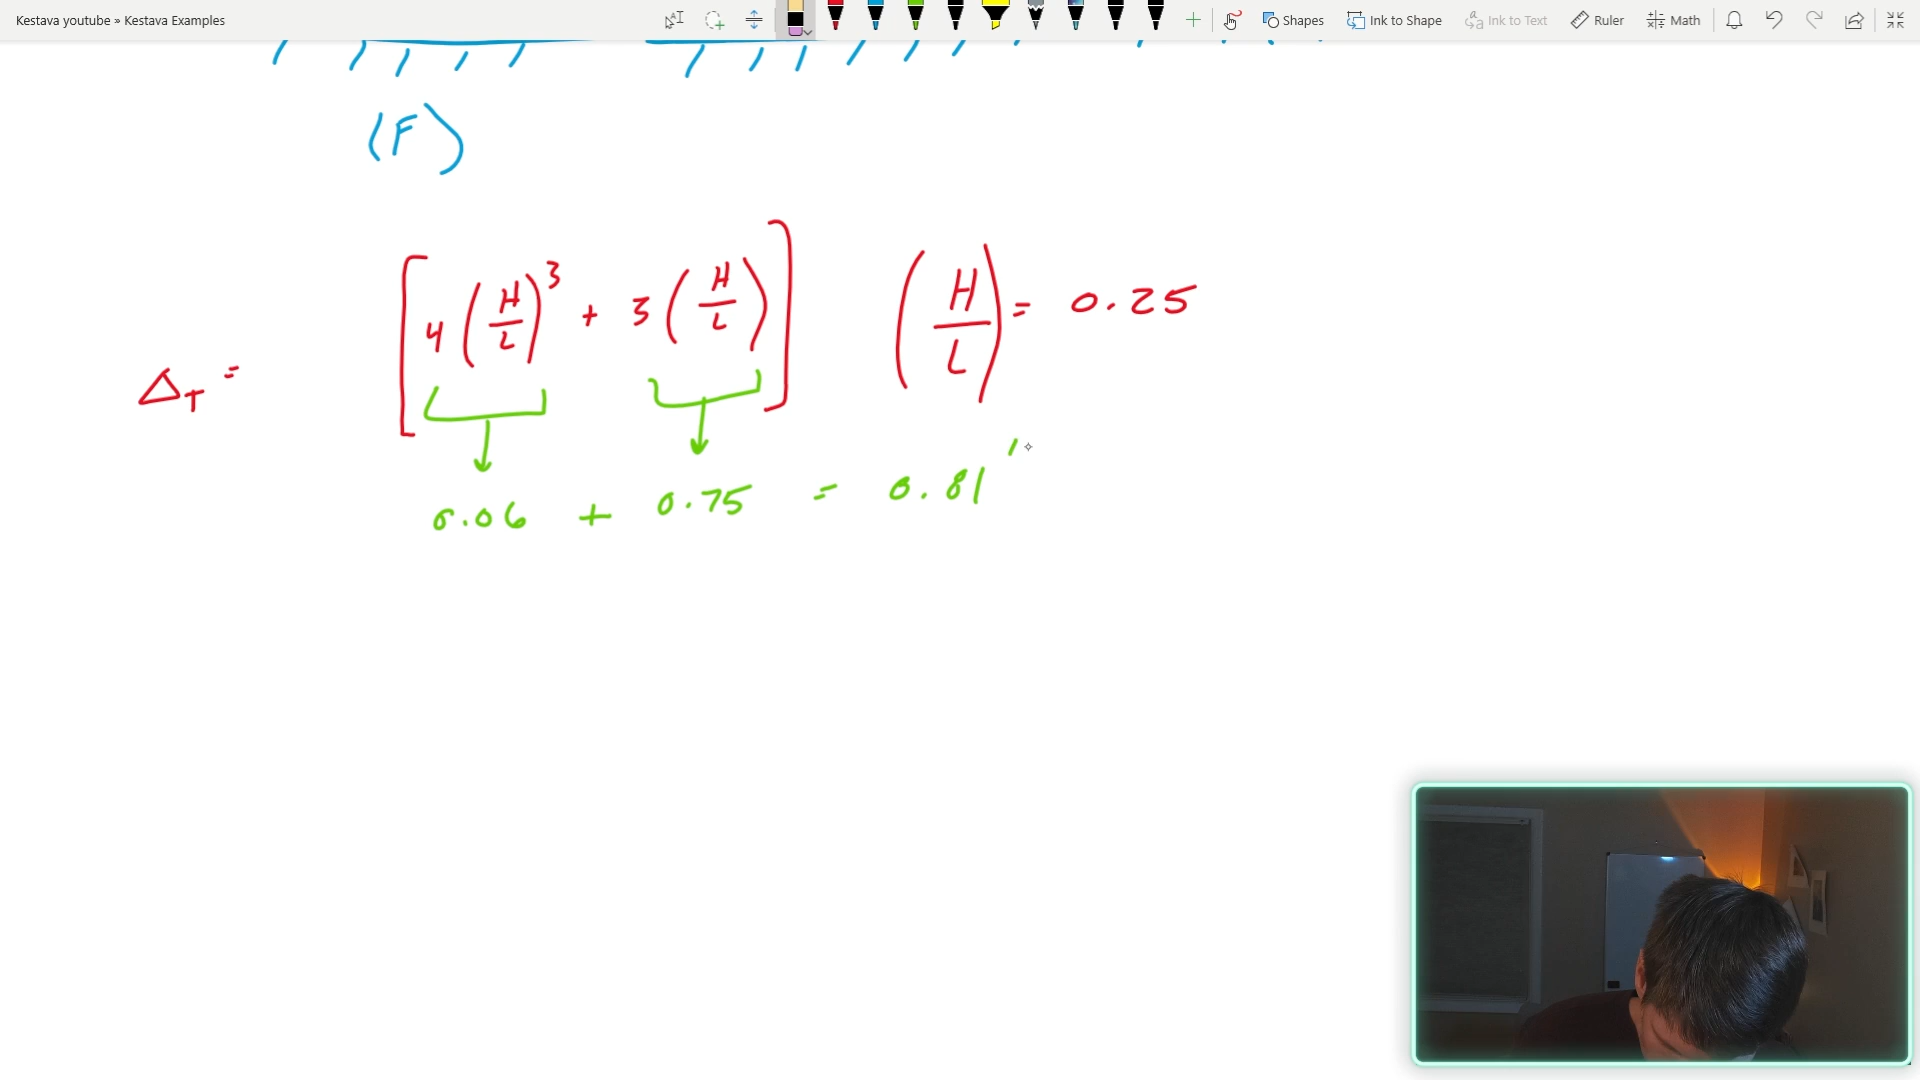 Kestava youtube » Kestava Examples
Shapes Ink to Shape Ink to Text Ruler Math
(F)
Δ_T = [4(H/L)^3 + 3(H/L)] (H/L) = 0.25
0.06 + 0.75 = 0.81"